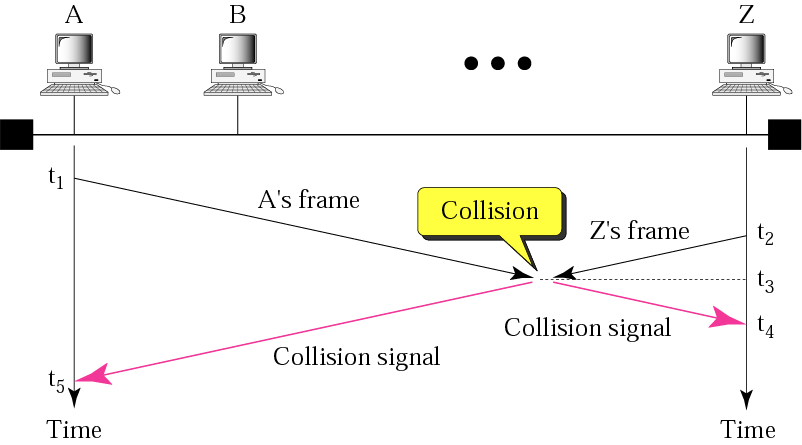 A
B
Z
t1
A's frame
Collision
Z's frame
t2
t3
Collision signal
t4
Collision signal
t5
Time
Time